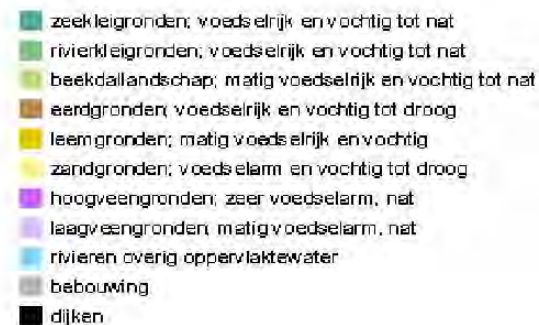 zeekleigronden; voedselrijk en vochtig tot nat
rivierkleigronden; voedselrijk en vochtig tot nat
beekdallandschap; matig voedselrijk en vochtig tot nat
eerdgronden; voedselrijk en vochtig tot droog
leemgronden; matig voedselrijk en vochtig
zandgronden; voedselarm en vochtig tot droog
hoogveengronden; zeer voedselarm, nat
laagveengronden; matig voedselarm, nat
rivieren overig oppervlaktewater
bebouwing
dijken